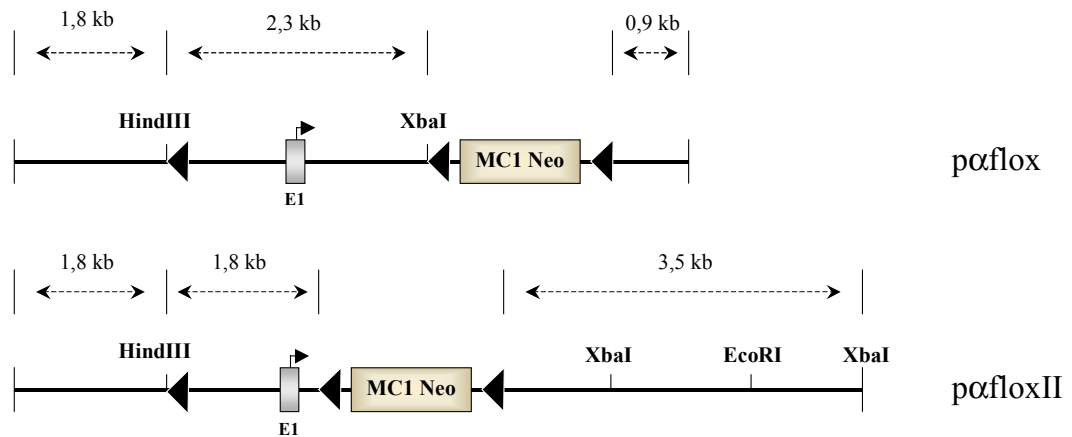 1,8 kb 2,3 kb 0,9 kb
HindIII XbaI
MC1 Neo
pαflox
E1
1,8 kb 1,8 kb 3,5 kb
HindIII XbaI EcoRI XbaI
MC1 Neo
pαfloxII
E1